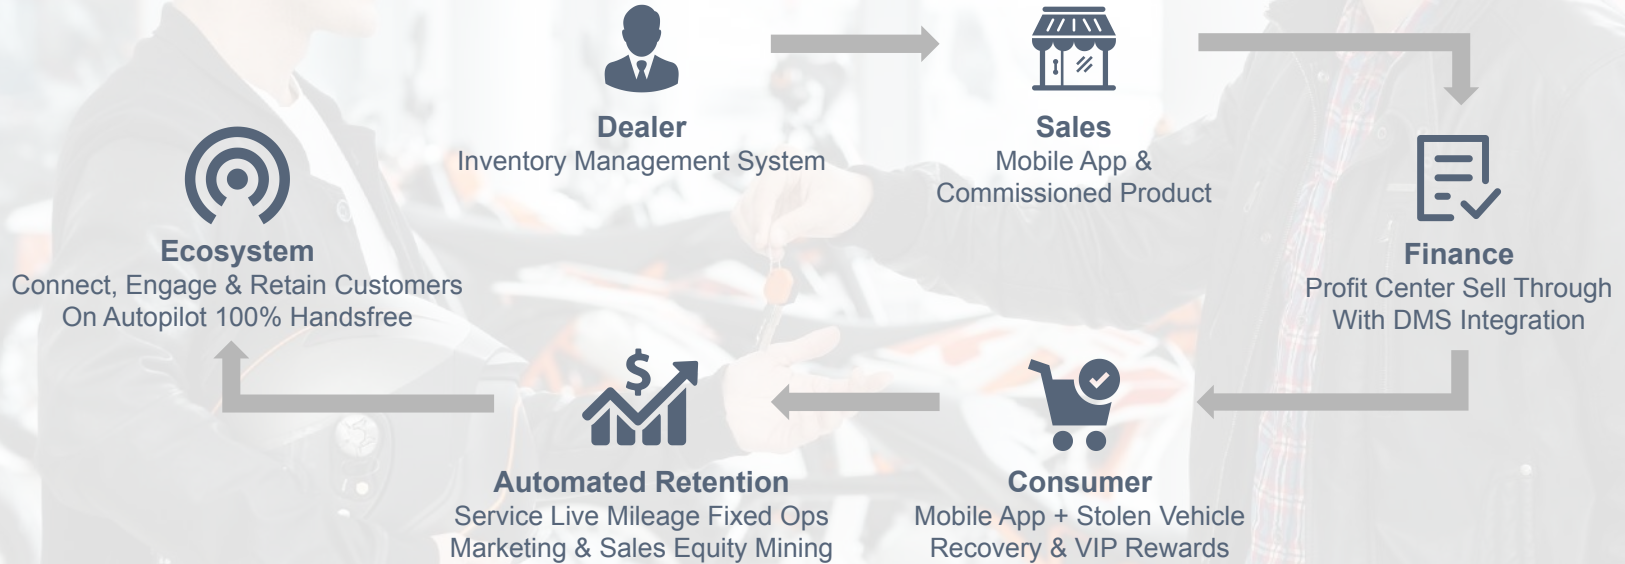 Dealer
Inventory Management System
Sales
Mobile App &
Commissioned Product
Finance
Profit Center Sell Through
With DMS Integration
Consumer
Mobile App + Stolen Vehicle
Recovery & VIP Rewards
Automated Retention
Service Live Mileage Fixed Ops
Marketing & Sales Equity Mining
Ecosystem
Connect, Engage & Retain Customers
On Autopilot 100% Handsfree